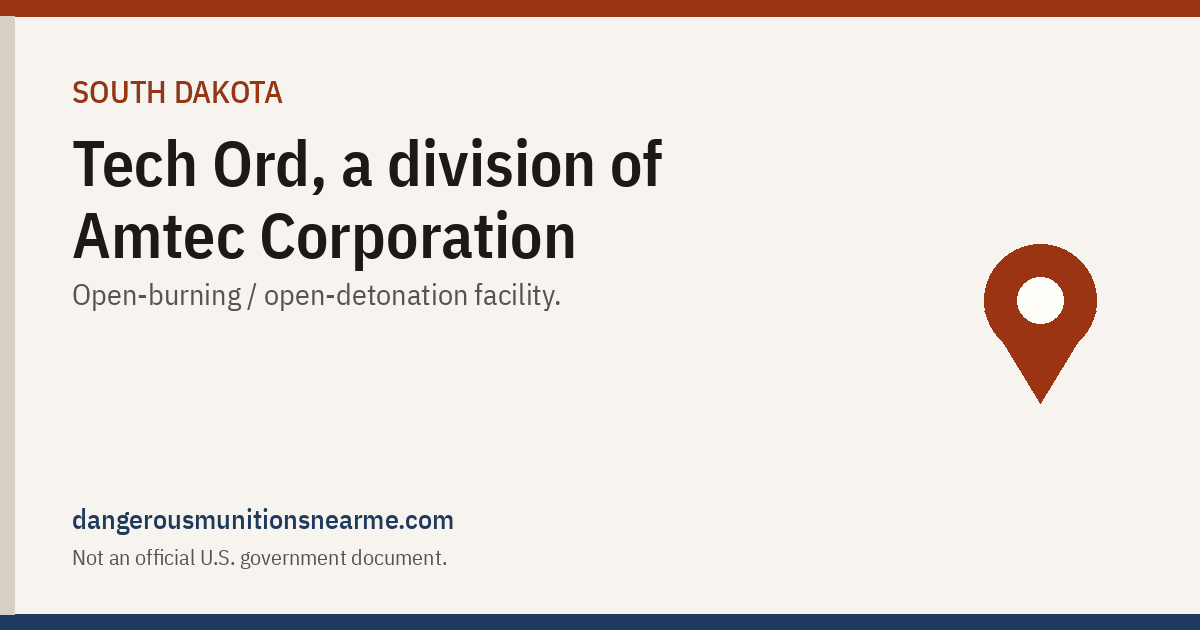 SOUTH DAKOTA
Tech Ord, a division of
Amtec Corporation
Open-burning / open-detonation facility.
dangerousmunitionsnearme.com
Not an official U.S. government document.